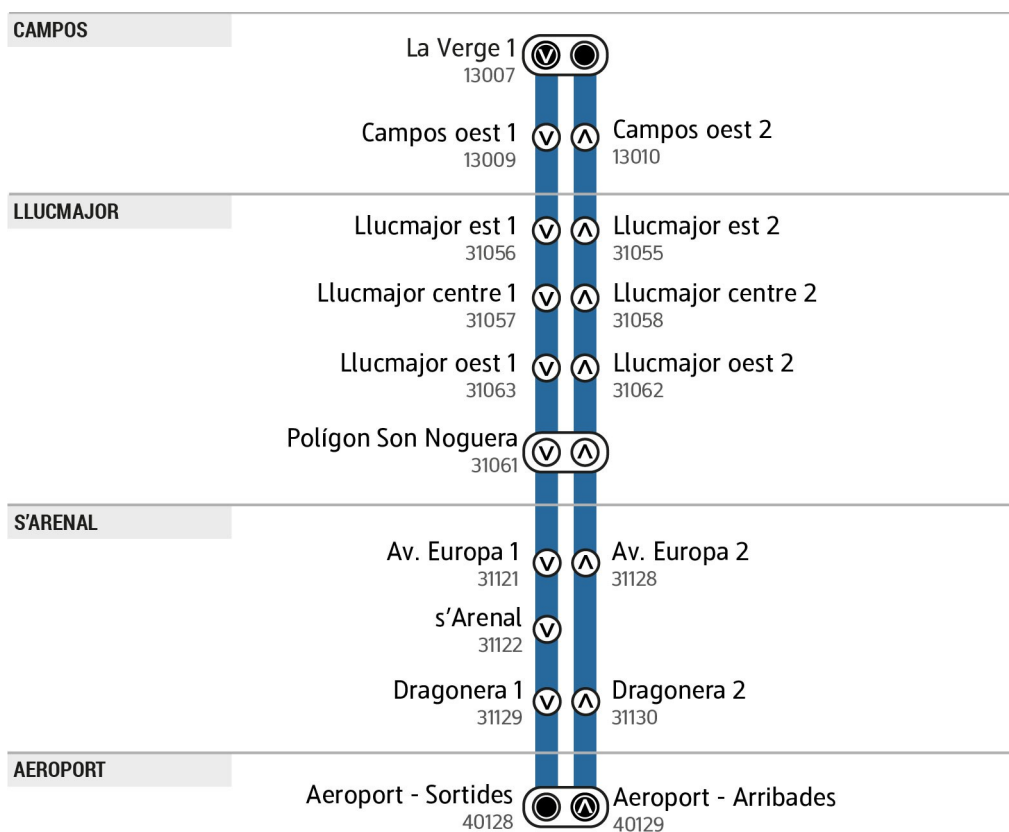 CAMPOS
La Verge 1
13007
Campos oest 1
13009
Campos oest 2
13010
LLUCMAJOR
Llucmajor est 1
31056
Llucmajor est 2
31055
Llucmajor centre 1
31057
Llucmajor centre 2
31058
Llucmajor oest 1
31063
Llucmajor oest 2
31062
Polígon Son Noguera
31061
S'ARENAL
Av. Europa 1
31121
Av. Europa 2
31128
s'Arenal
31122
Dragonera 1
31129
Dragonera 2
31130
AEROPORT
Aeroport - Sortides
40128
Aeroport - Arribades
40129